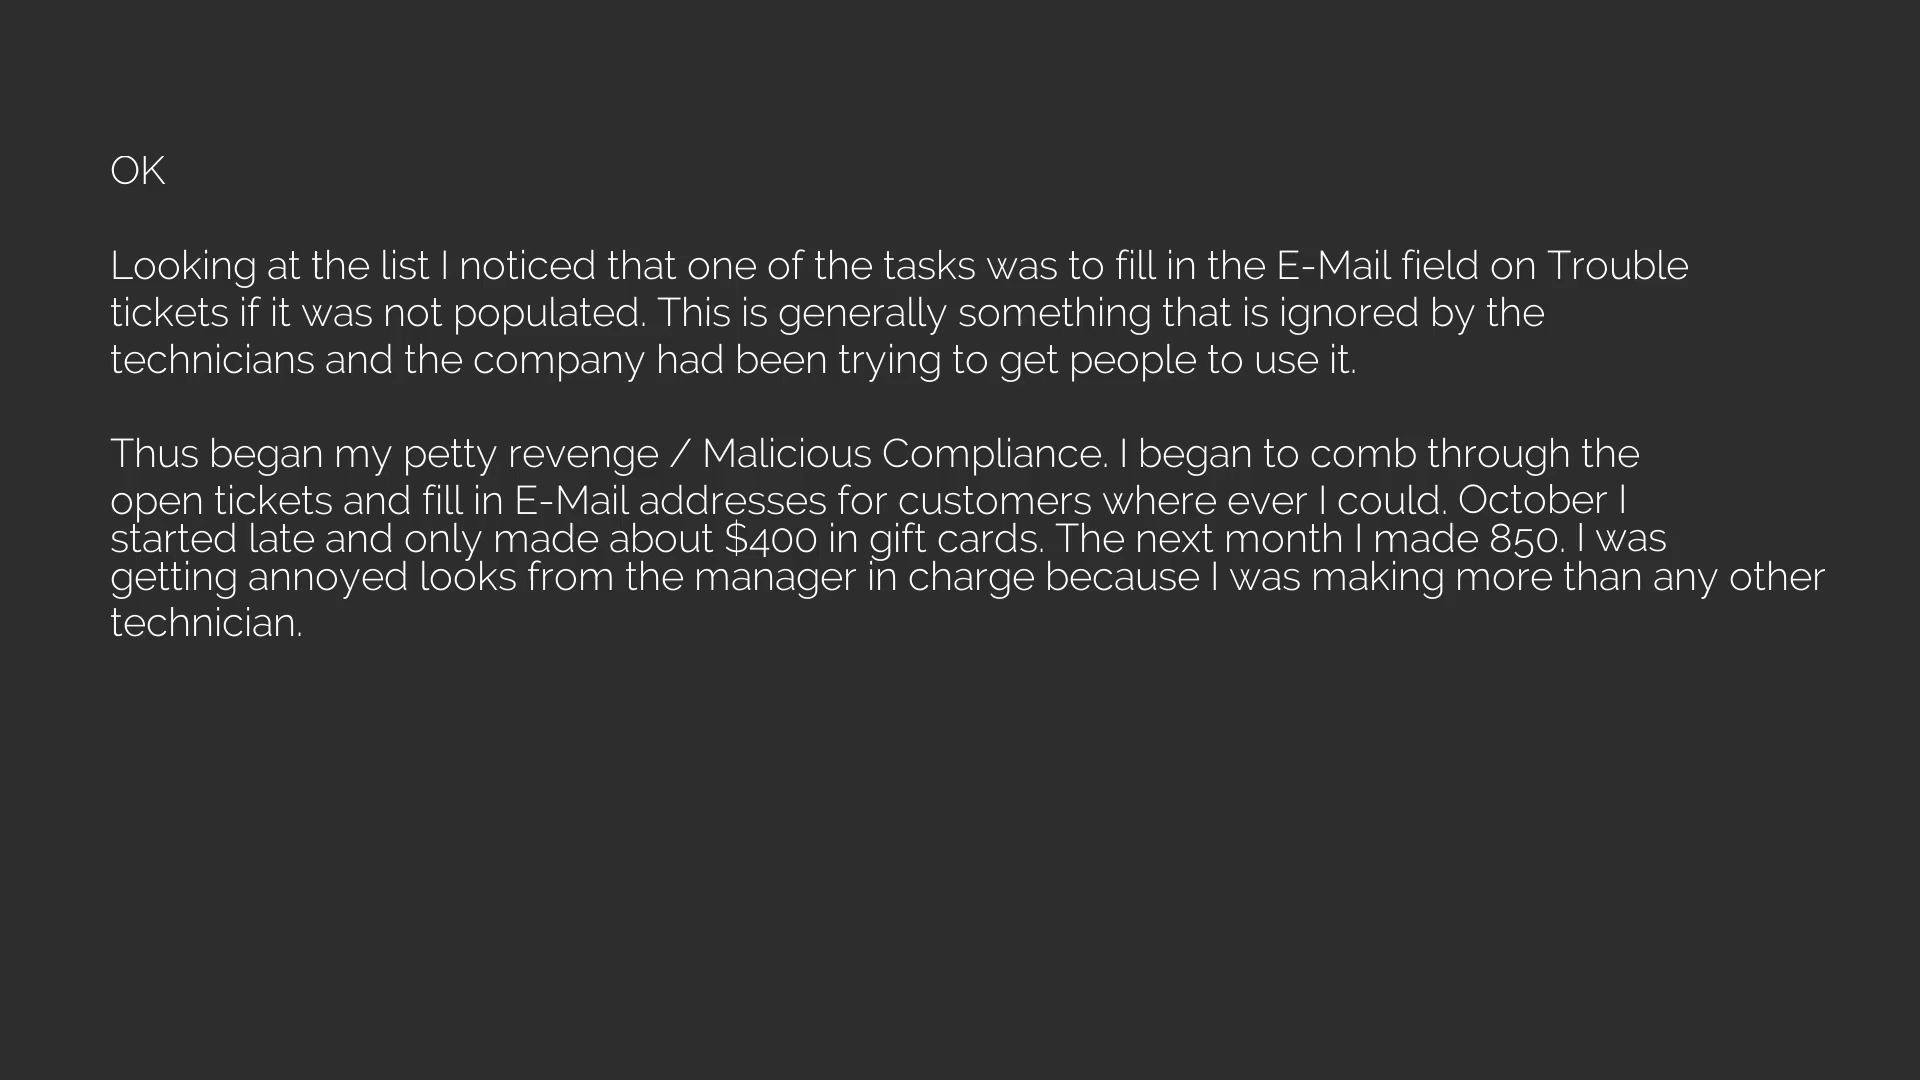 OK
Looking at the list I noticed that one of the tasks was to fill in the E-Mail field on Trouble
tickets if it was not populated. This is generally something that is ignored by the
technicians and the company had been trying to get people to use it.
Thus began my petty revenge / Malicious Compliance. I began to comb through the
open tickets and fill in E-Mail addresses for customers where ever I could. October I
started late and only made about $400 in gift cards. The next month I made 850. I was
getting annoyed looks from the manager in charge because I was making more than any other
technician.